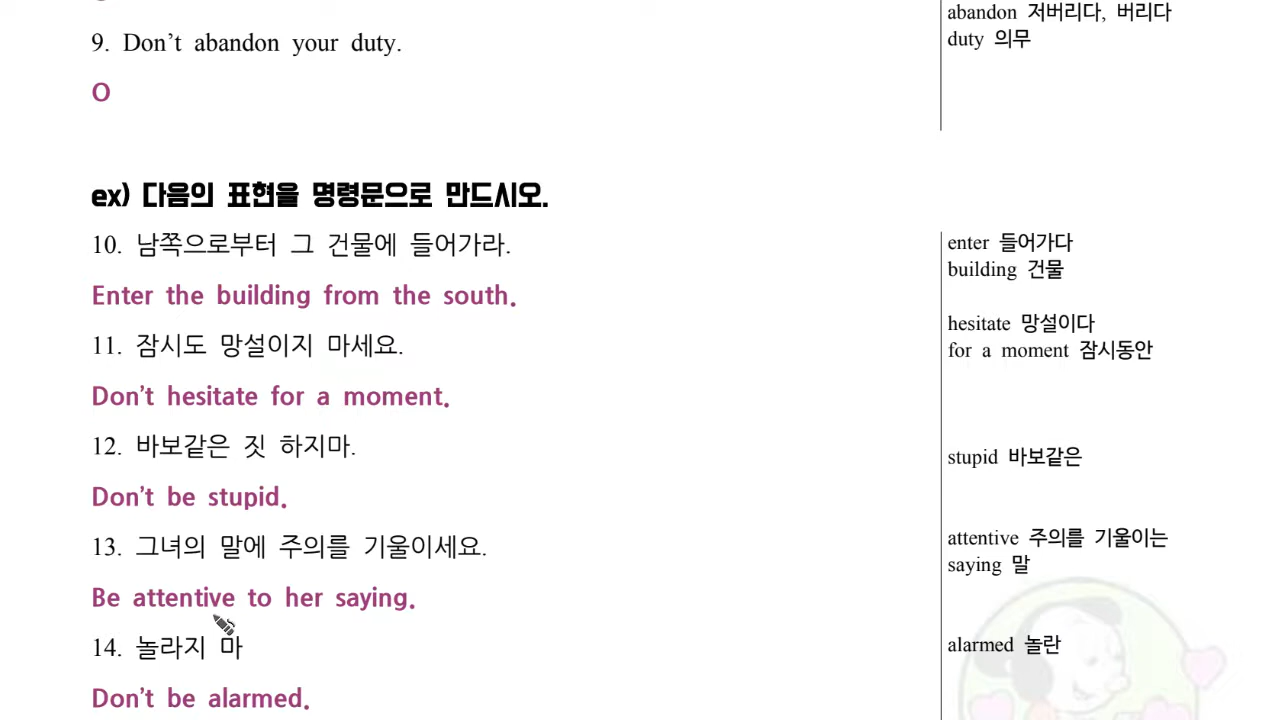 9. Don’t abandon your duty.
O
ex) 다음의 표현을 명령문으로 만드시오.
10. 남쪽으로부터 그 건물에 들어가라.
Enter the building from the south.
11. 잠시도 망설이지 마세요.
Don’t hesitate for a moment.
12. 바보같은 짓 하지마.
Don’t be stupid.
13. 그녀의 말에 주의를 기울이세요.
Be attentive to her saying.
14. 놀라지 마
Don’t be alarmed.
abandon 저버리다, 버리다
duty 의무
enter 들어가다
building 건물
hesitate 망설이다
for a moment 잠시동안
stupid 바보같은
attentive 주의를 기울이는
saying 말
alarmed 놀란